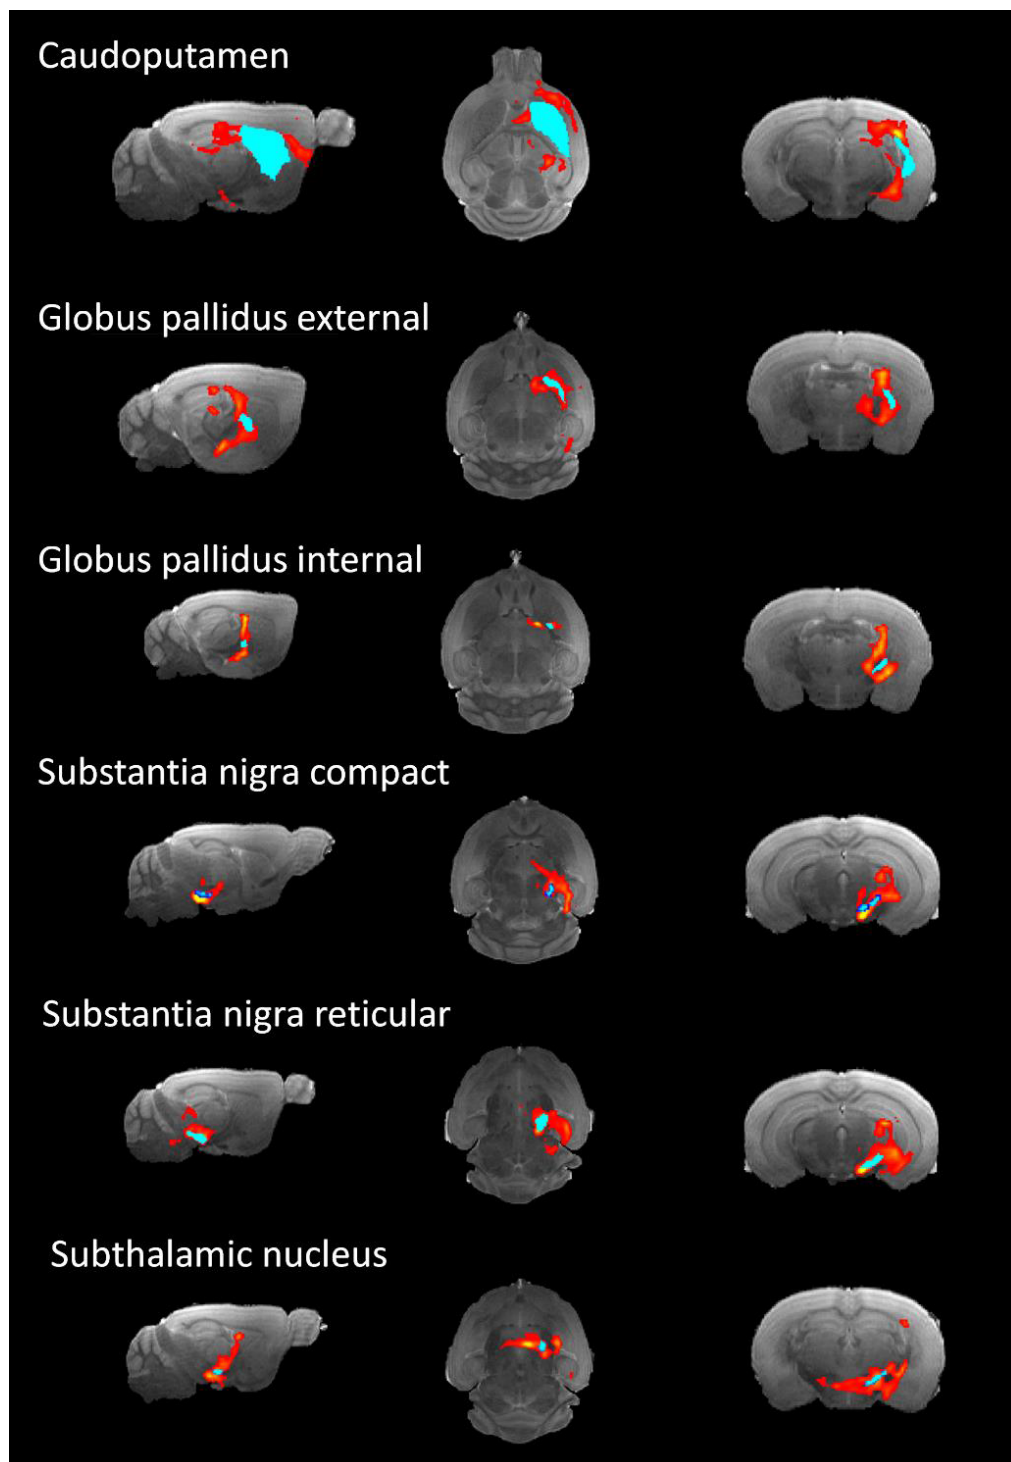 Caudoputamen
Globus pallidus external
Globus pallidus internal
Substantia nigra compact
Substantia nigra reticular
Subthalamic nucleus